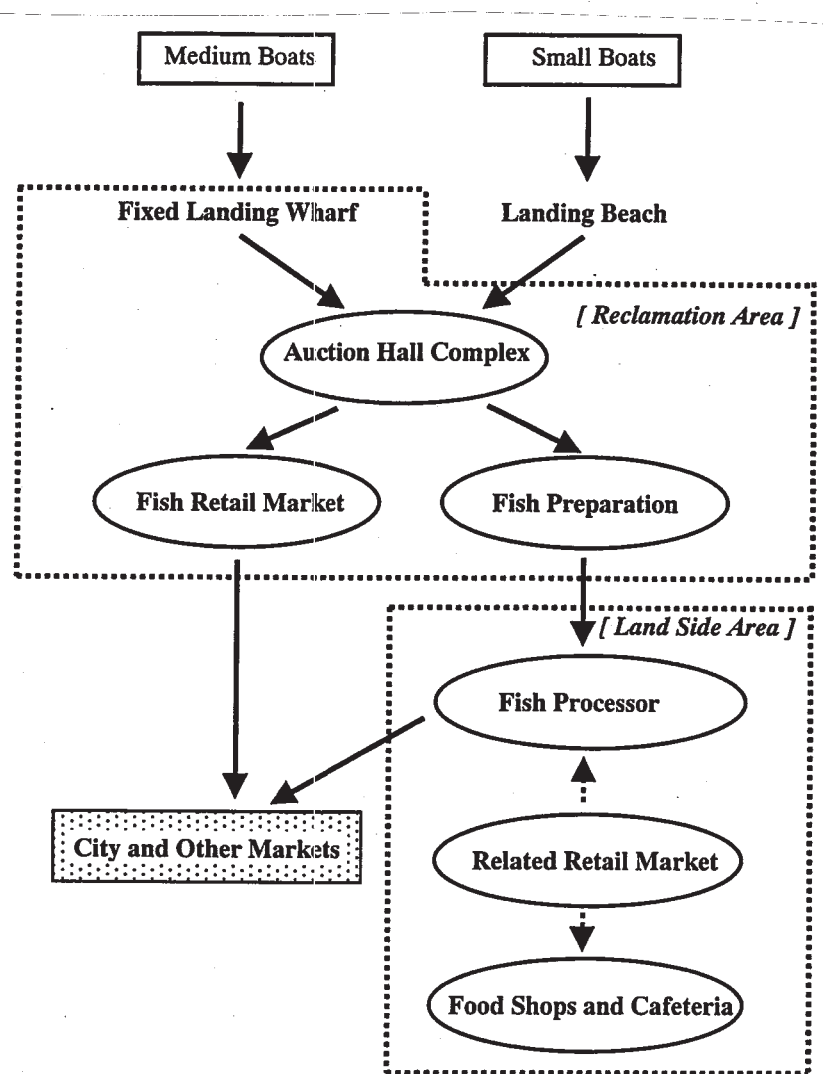 Medium Boats
Small Boats
Fixed Landing Wharf
Landing Beach
[ Reclamation Area ]
Auction Hall Complex
Fish Retail Market
Fish Preparation
[ Land Side Area ]
Fish Processor
City and Other Markets
Related Retail Market
Food Shops and Cafeteria